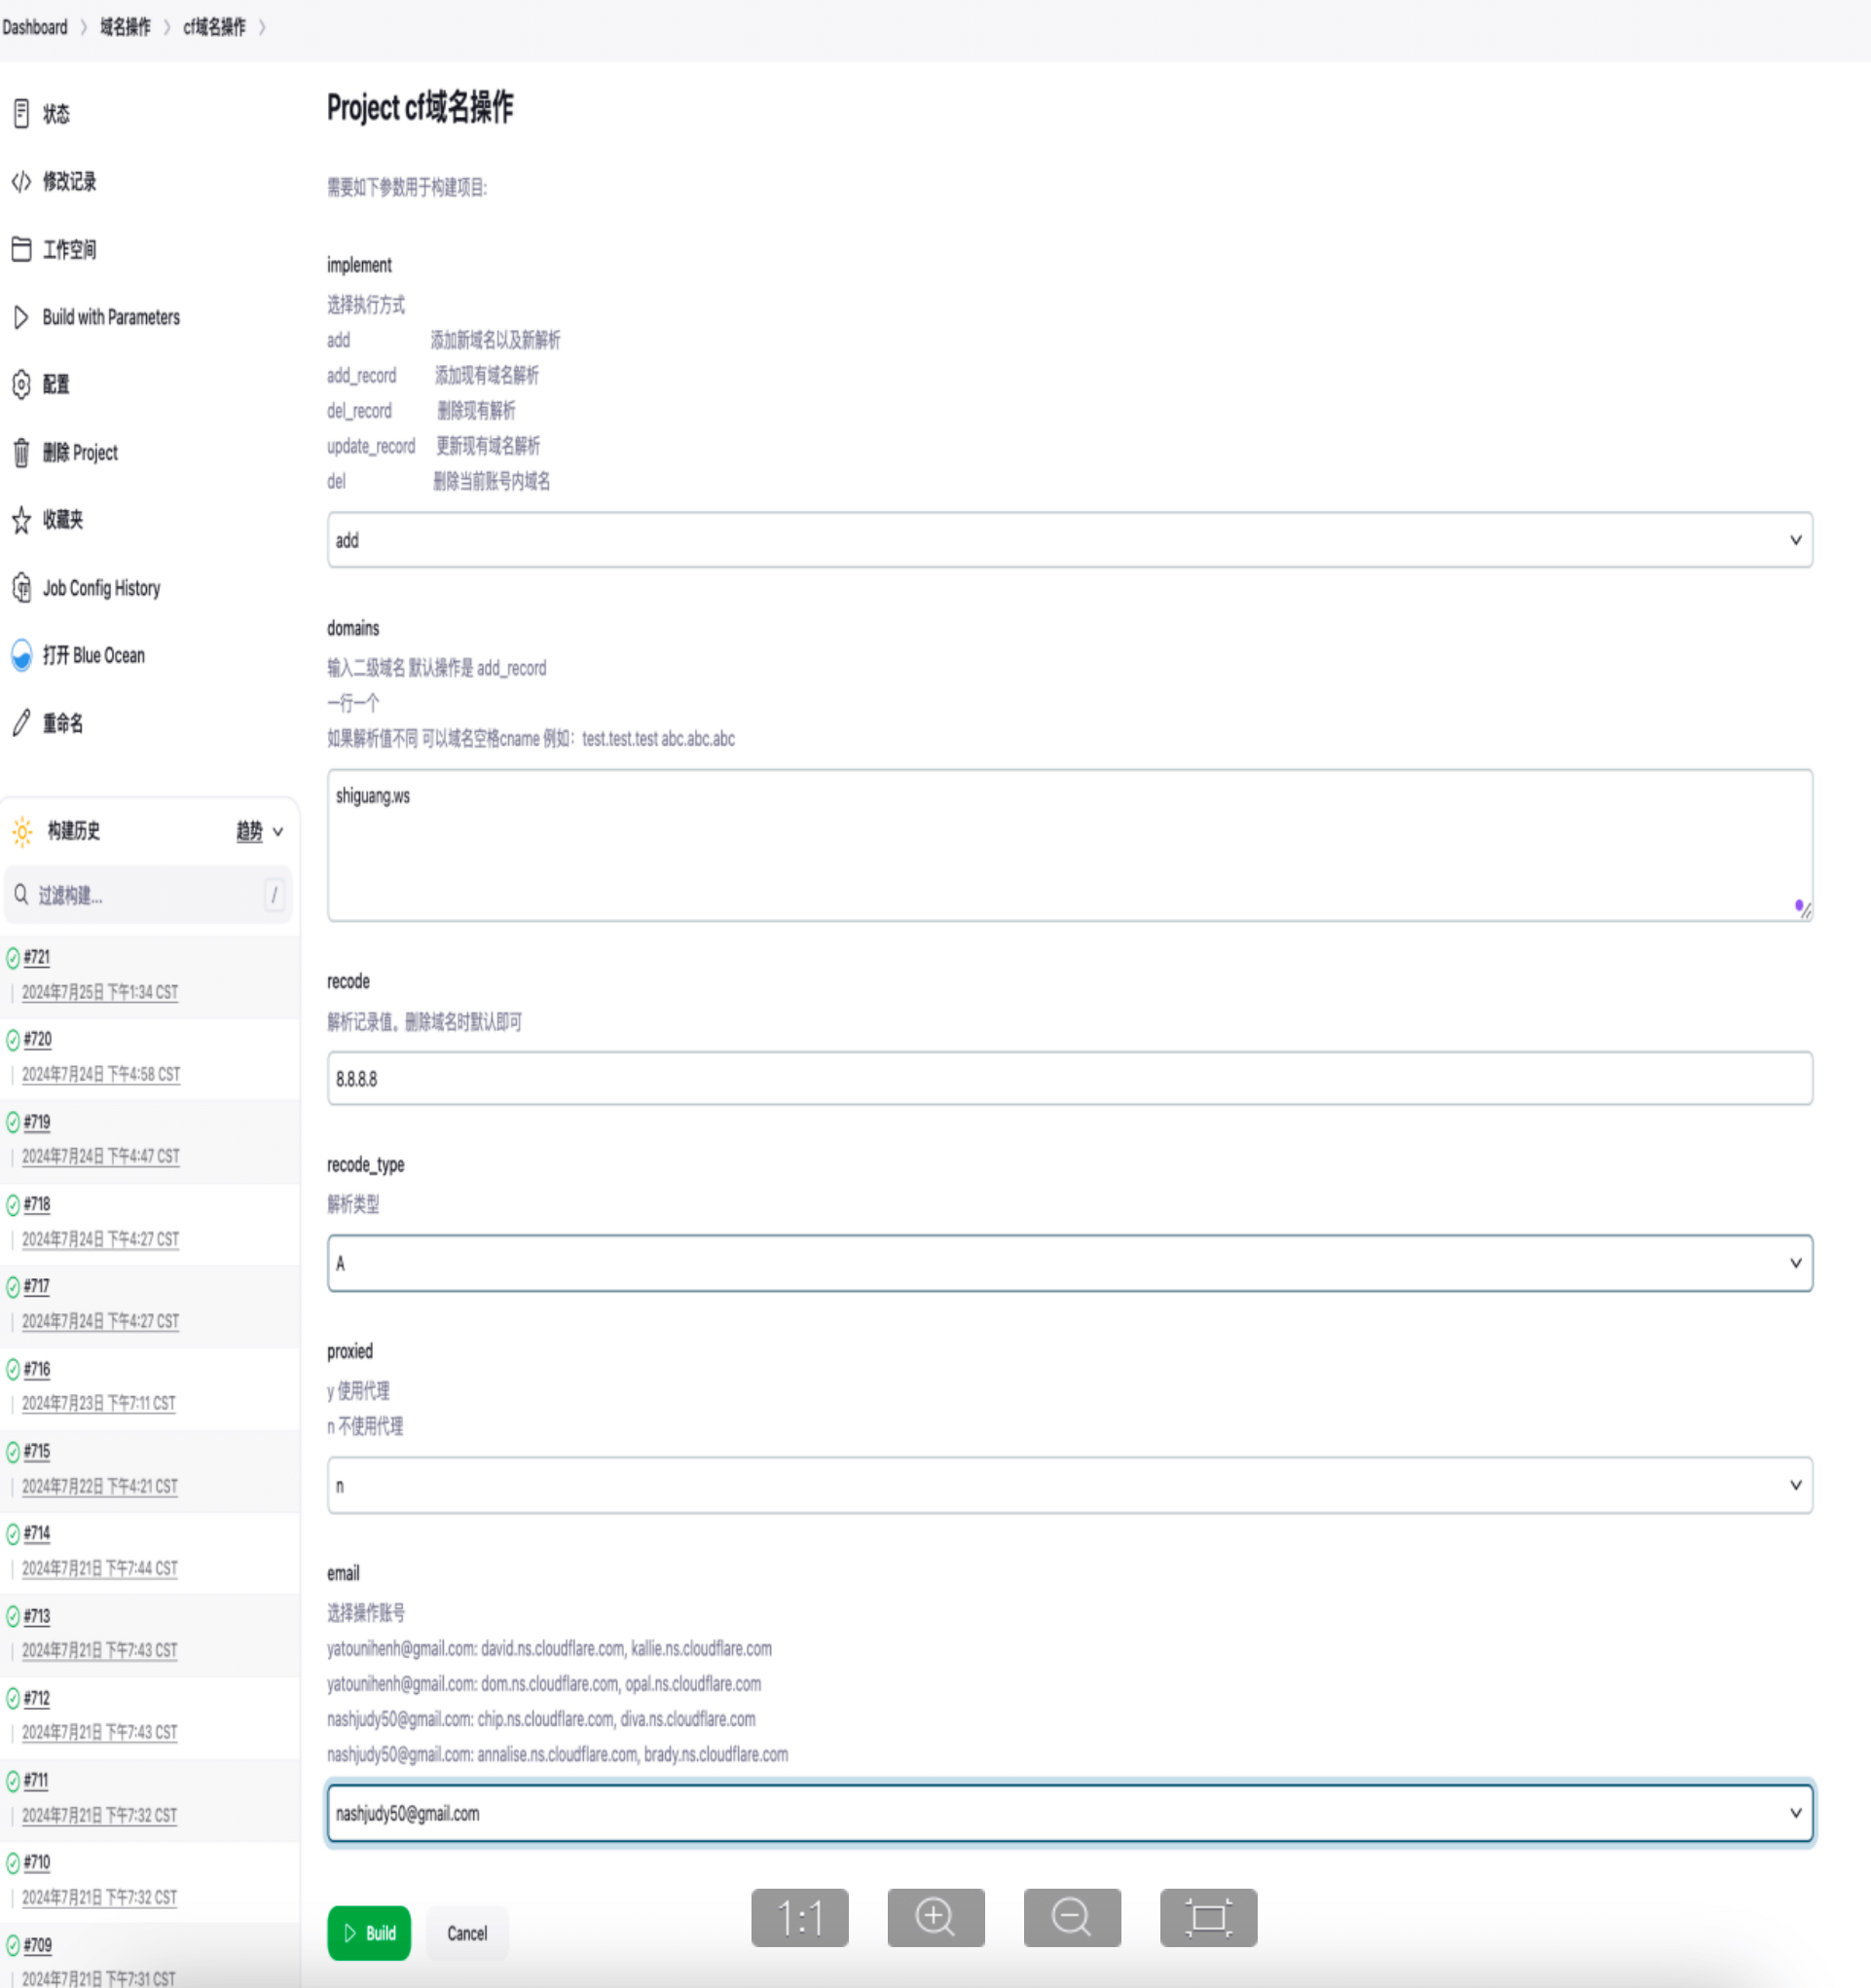 Dashboard > 域名操作 > cf域名操作 >
状态
修改记录
工作空间
Build with Parameters
配置
删除 Project
收藏夹
Job Config History
打开 Blue Ocean
重命名
构建历史 趋势
过滤构建... /
#721
2024年7月25日 下午1:34 CST
#720
2024年7月24日 下午4:58 CST
#719
2024年7月24日 下午4:47 CST
#718
2024年7月24日 下午4:27 CST
#717
2024年7月24日 下午4:27 CST
#716
2024年7月23日 下午7:11 CST
#715
2024年7月22日 下午4:21 CST
#714
2024年7月21日 下午7:44 CST
#713
2024年7月21日 下午7:43 CST
#712
2024年7月21日 下午7:43 CST
#711
2024年7月21日 下午7:32 CST
#710
2024年7月21日 下午7:32 CST
#709
2024年7月21日 下午7:31 CST
Project cf域名操作
需要如下参数用于构建项目:
implement
选择执行方式
add 添加新域名以及新解析
add_record 添加现有域名解析
del_record 删除现有解析
update_record 更新现有域名解析
del 删除当前账号内域名
add
domains
输入二级域名 默认操作是 add_record
一行一个
如果解析值不同 可以域名空格cname 例如：test.test.test abc.abc.abc
shiguang.ws
recode
解析记录值。删除域名时默认即可
8.8.8.8
recode_type
解析类型
A
proxied
y 使用代理
n 不使用代理
n
email
选择操作账号
yatounihenh@gmail.com: david.ns.cloudflare.com, kallie.ns.cloudflare.com
yatounihenh@gmail.com: dom.ns.cloudflare.com, opal.ns.cloudflare.com
nashjudy50@gmail.com: chip.ns.cloudflare.com, diva.ns.cloudflare.com
nashjudy50@gmail.com: annalise.ns.cloudflare.com, brady.ns.cloudflare.com
nashjudy50@gmail.com
Build Cancel
1:1